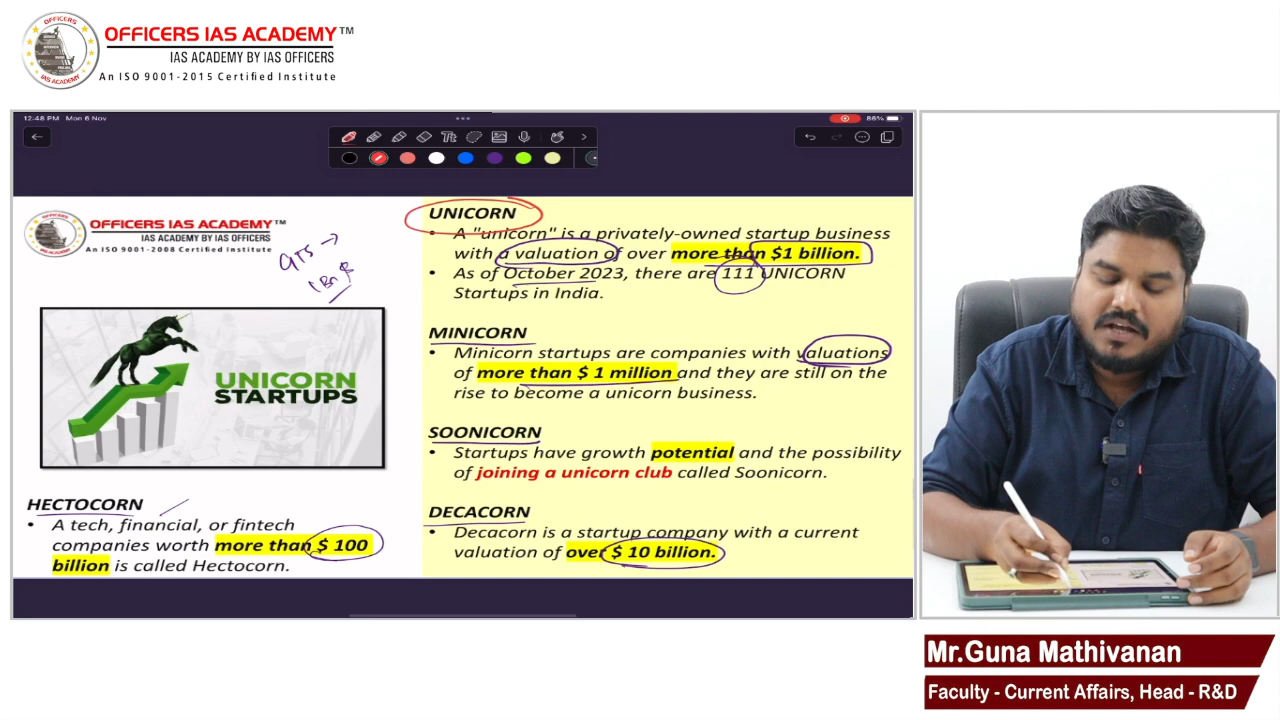 OFFICERS IAS ACADEMY™
IAS ACADEMY BY IAS OFFICERS
An ISO 9001-2015 Certified Institute
OFFICERS
IAS ACADEMY
12:48 PM Mon 6 Nov
86%
OFFICERS IAS ACADEMY™
IAS ACADEMY BY IAS OFFICERS
An ISO 9001-2008 Certified Institute
UNICORN
STARTUPS
HECTOCORN
• A tech, financial, or fintech
companies worth more than $ 100
billion is called Hectocorn.
UNICORN
• A "unicorn" is a privately-owned startup business
with a valuation of over more than $1 billion.
• As of October 2023, there are 111 UNICORN
Startups in India.
MINICORN
• Minicorn startups are companies with valuations
of more than $ 1 million and they are still on the
rise to become a unicorn business.
SOONICORN
• Startups have growth potential and the possibility
of joining a unicorn club called Soonicorn.
DECACORN
• Decacorn is a startup company with a current
valuation of over $ 10 billion.
Mr.Guna Mathivanan
Faculty - Current Affairs, Head - R&D